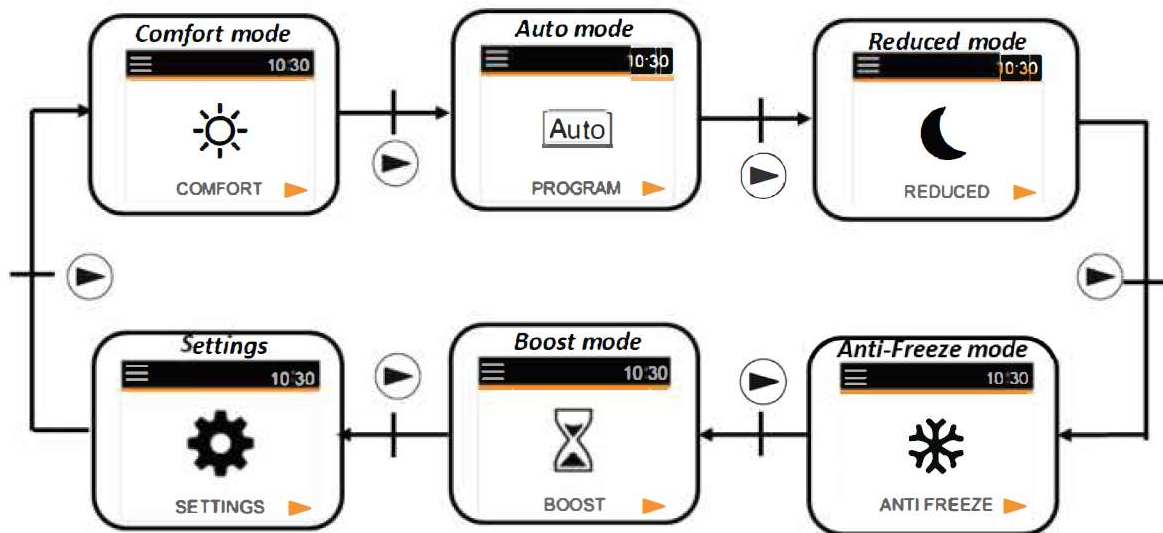 Comfort mode
10:30
COMFORT
Auto mode
10:30
Auto
PROGRAM
Reduced mode
10:30
REDUCED
Settings
10:30
SETTINGS
Boost mode
10:30
BOOST
Anti-Freeze mode
10:30
ANTI FREEZE